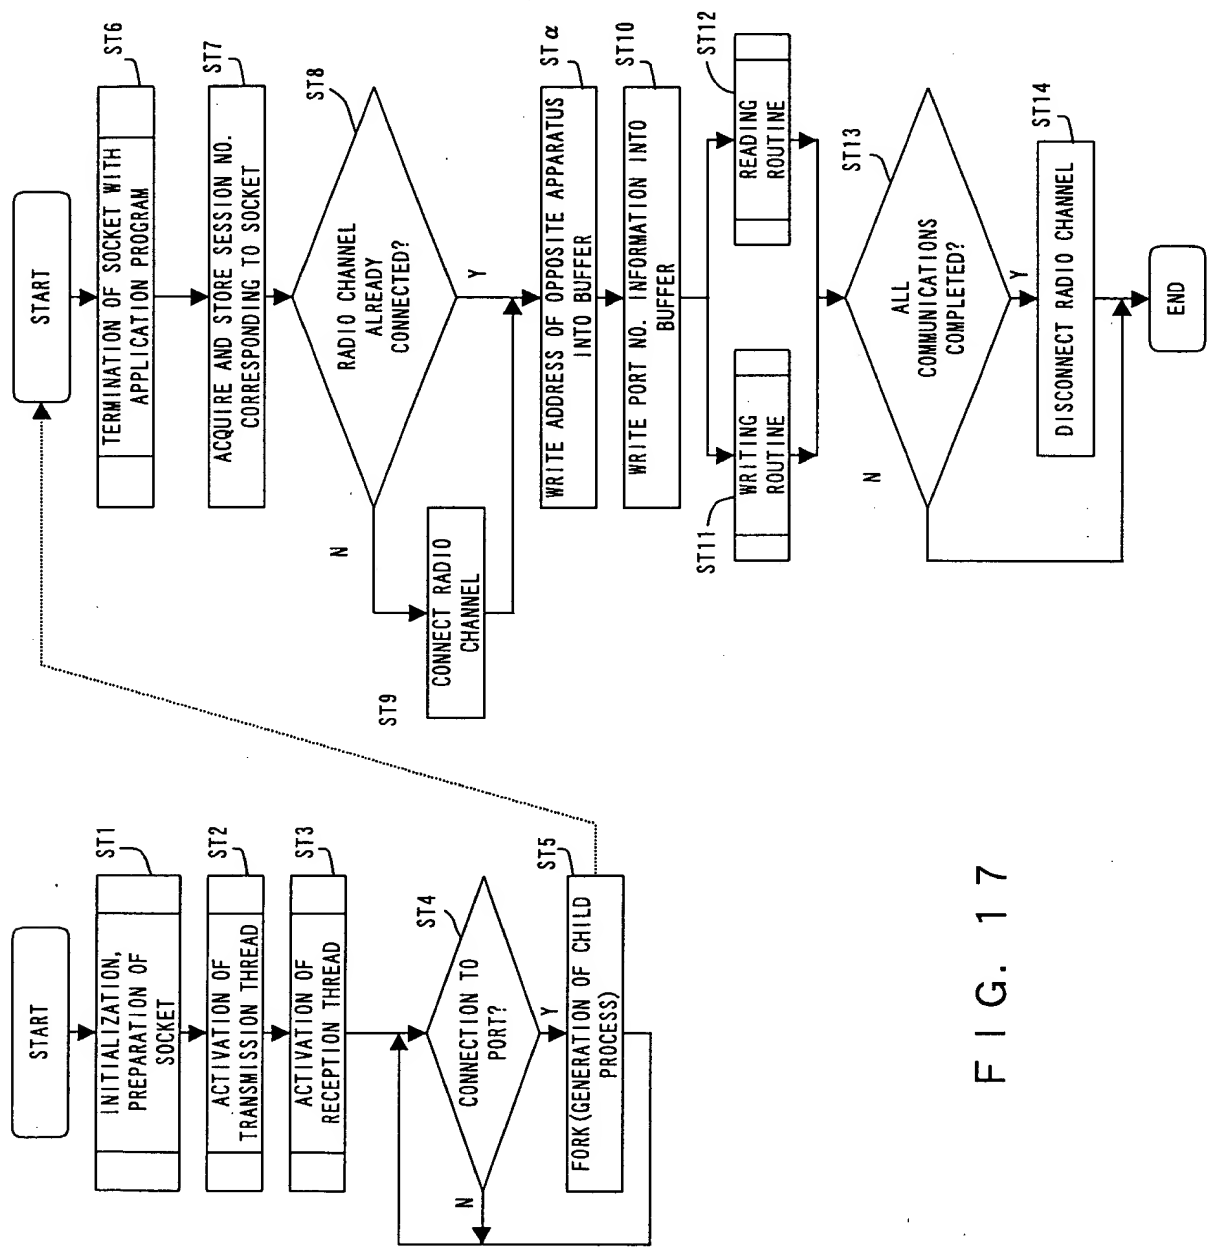 START
INITIALIZATION,
PREPARATION OF
SOCKET
ST1
ACTIVATION OF
TRANSMISSION THREAD
ST2
ACTIVATION OF
RECEPTION THREAD
ST3
CONNECTION TO
PORT?
ST4
N
Y
FORK(GENERATION OF CHILD
PROCESS)
ST5
START
TERMINATION OF SOCKET WITH
APPLICATION PROGRAM
ST6
ACQUIRE AND STORE SESSION NO.
CORRESPONDING TO SOCKET
ST7
RADIO CHANNEL
ALREADY
CONNECTED?
ST8
N
Y
CONNECT RADIO
CHANNEL
ST9
WRITE ADDRESS OF OPPOSITE APPARATUS
INTO BUFFER
STα
WRITE PORT NO. INFORMATION INTO
BUFFER
ST10
WRITING
ROUTINE
ST11
READING
ROUTINE
ST12
ALL
COMMUNICATIONS
COMPLETED?
ST13
N
Y
DISCONNECT RADIO CHANNEL
ST14
END
FIG. 17